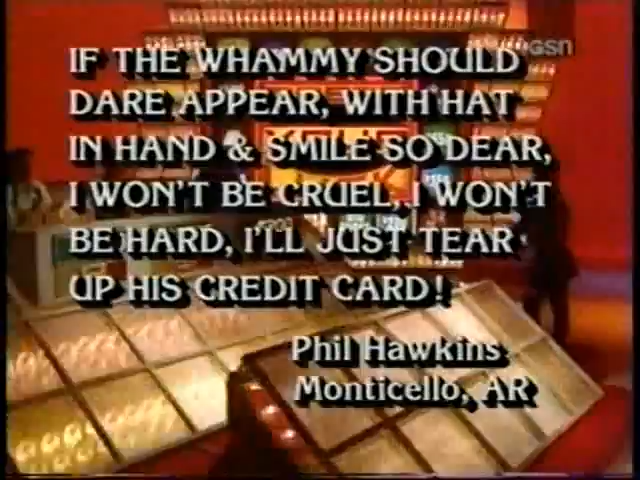 gsn
IF THE WHAMMY SHOULD
DARE APPEAR, WITH HAT
IN HAND & SMILE SO DEAR,
I WON'T BE CRUEL, I WON'T
BE HARD, I'LL JUST TEAR
UP HIS CREDIT CARD!
Phil Hawkins
Monticello, AR